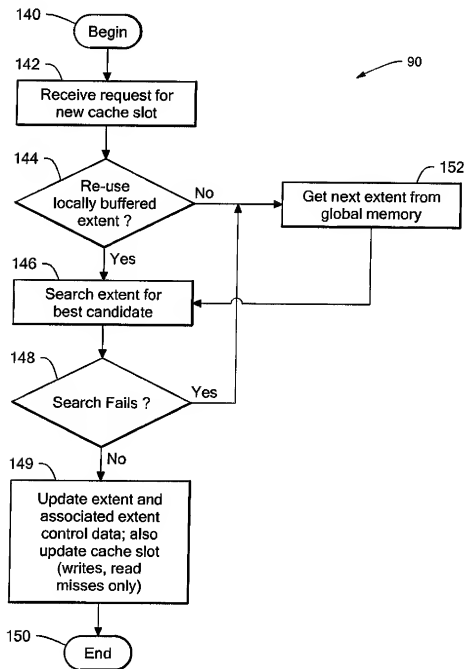 140
Begin
142
90
Receive request for
new cache slot
144
152
Re-use
locally buffered
extent ?
No
Get next extent from
global memory
Yes
146
Search extent for
best candidate
148
Search Fails ?
Yes
No
149
Update extent and
associated extent
control data; also
update cache slot
(writes, read
misses only)
150
End